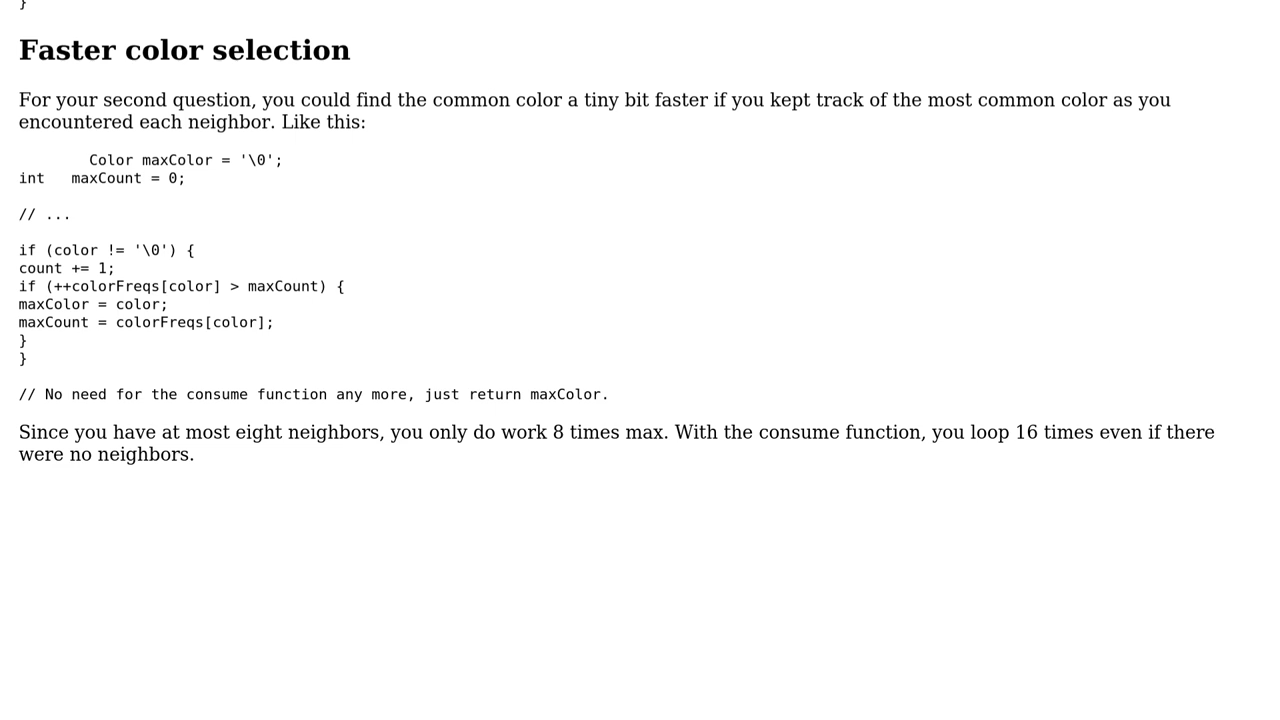 }
Faster color selection
For your second question, you could find the common color a tiny bit faster if you kept track of the most common color as you
encountered each neighbor. Like this:
        Color maxColor = '\0';
int   maxCount = 0;

// ...

if (color != '\0') {
count += 1;
if (++colorFreqs[color] > maxCount) {
maxColor = color;
maxCount = colorFreqs[color];
}
}

// No need for the consume function any more, just return maxColor.
Since you have at most eight neighbors, you only do work 8 times max. With the consume function, you loop 16 times even if there
were no neighbors.